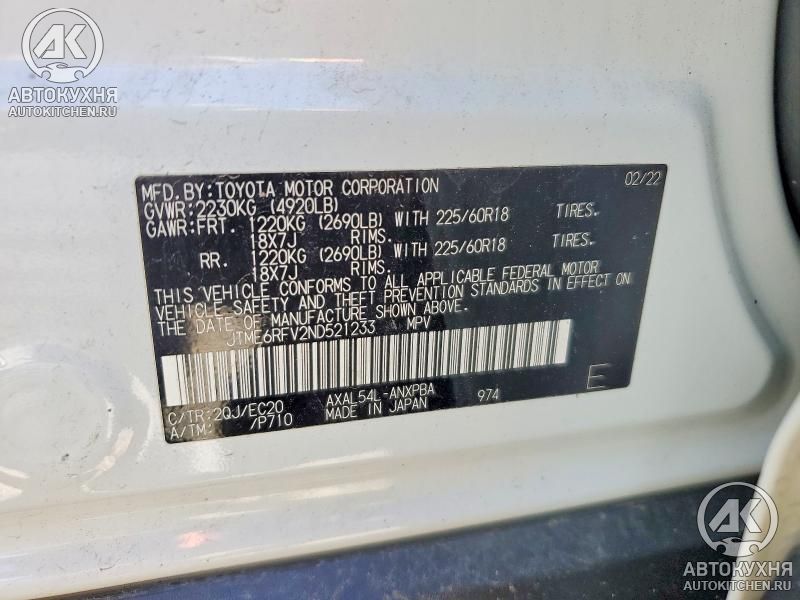 АК
АВТОКУХНЯ
AUTOKITCHEN.RU
MFD.BY:TOYOTA MOTOR CORPORATION 02/22
GVWR:2230KG (4920LB)
GAWR:FRT. 1220KG (2690LB) WITH 225/60R18 TIRES.
18X7J RIMS.
RR. 1220KG (2690LB) WITH 225/60R18 TIRES.
18X7J RIMS.
THIS VEHICLE CONFORMS TO ALL APPLICABLE FEDERAL MOTOR
VEHICLE SAFETY AND THEFT PREVENTION STANDARDS IN EFFECT ON
THE DATE OF MANUFACTURE SHOWN ABOVE.
JTME6RFV2ND521233 MPV
C/TR:2QJ/EC20 AXAL54L-ANXPBA 974 E
A/TM: /P710 MADE IN JAPAN
АК
АВТОКУХНЯ
AUTOKITCHEN.RU